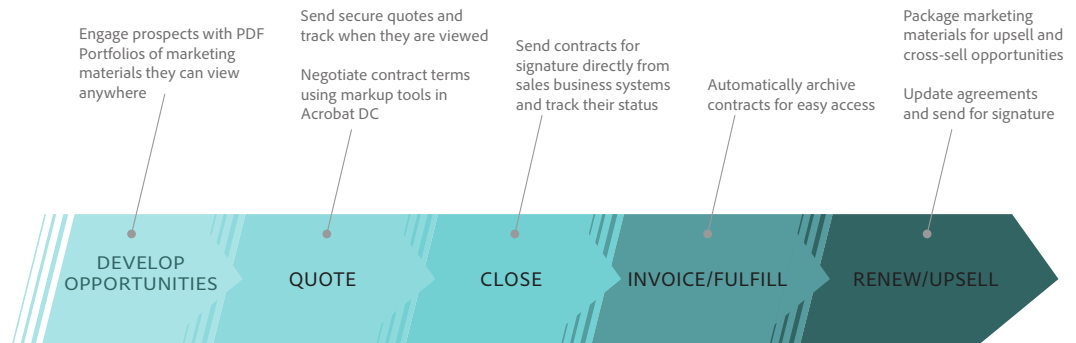 Engage prospects with PDF
Portfolios of marketing
materials they can view
anywhere
Send secure quotes and
track when they are viewed
Negotiate contract terms
using markup tools in
Acrobat DC
Send contracts for
signature directly from
sales business systems
and track their status
Automatically archive
contracts for easy access
Package marketing
materials for upsell and
cross-sell opportunities
Update agreements
and send for signature
DEVELOP
OPPORTUNITIES
QUOTE
CLOSE
INVOICE/FULFILL
RENEW/UPSELL